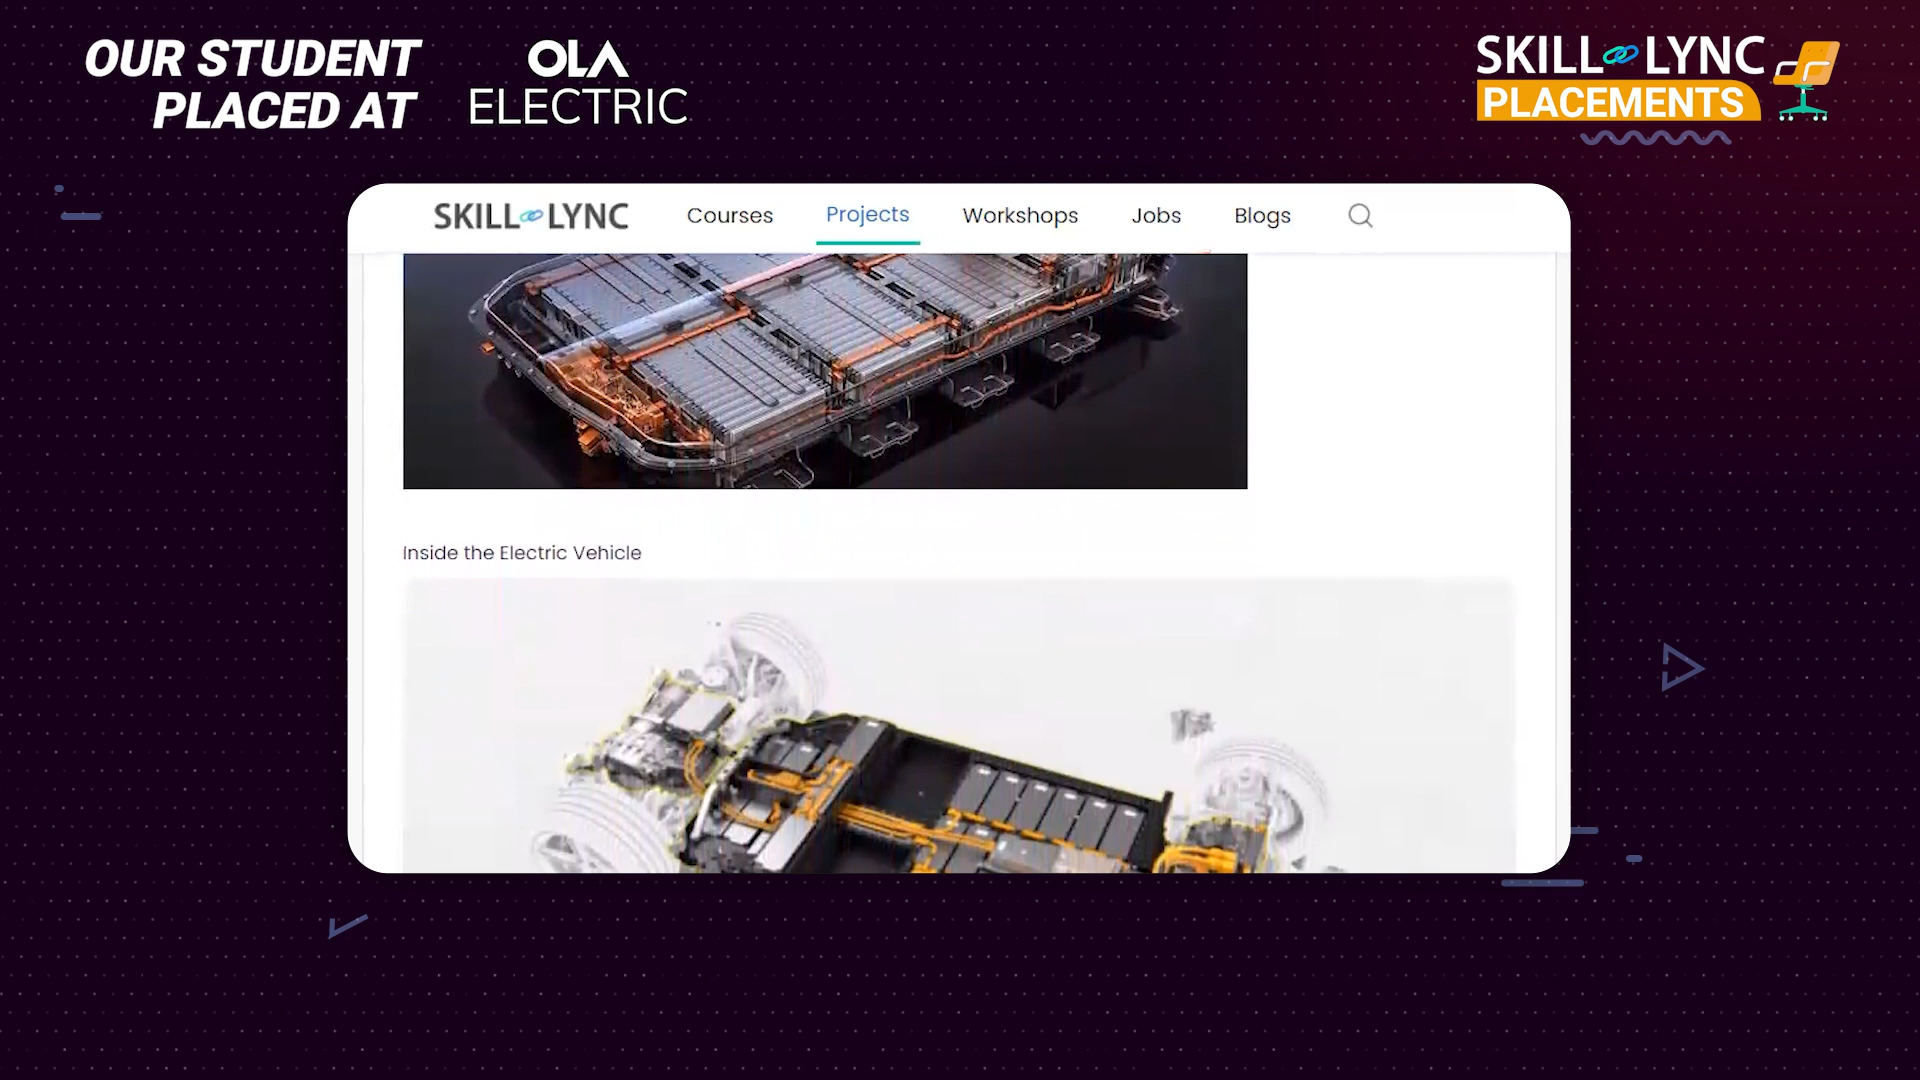 OUR STUDENT
PLACED AT
OLA
ELECTRIC
SKILL LYNC
PLACEMENTS
SKILL LYNC Courses Projects Workshops Jobs Blogs
Inside the Electric Vehicle